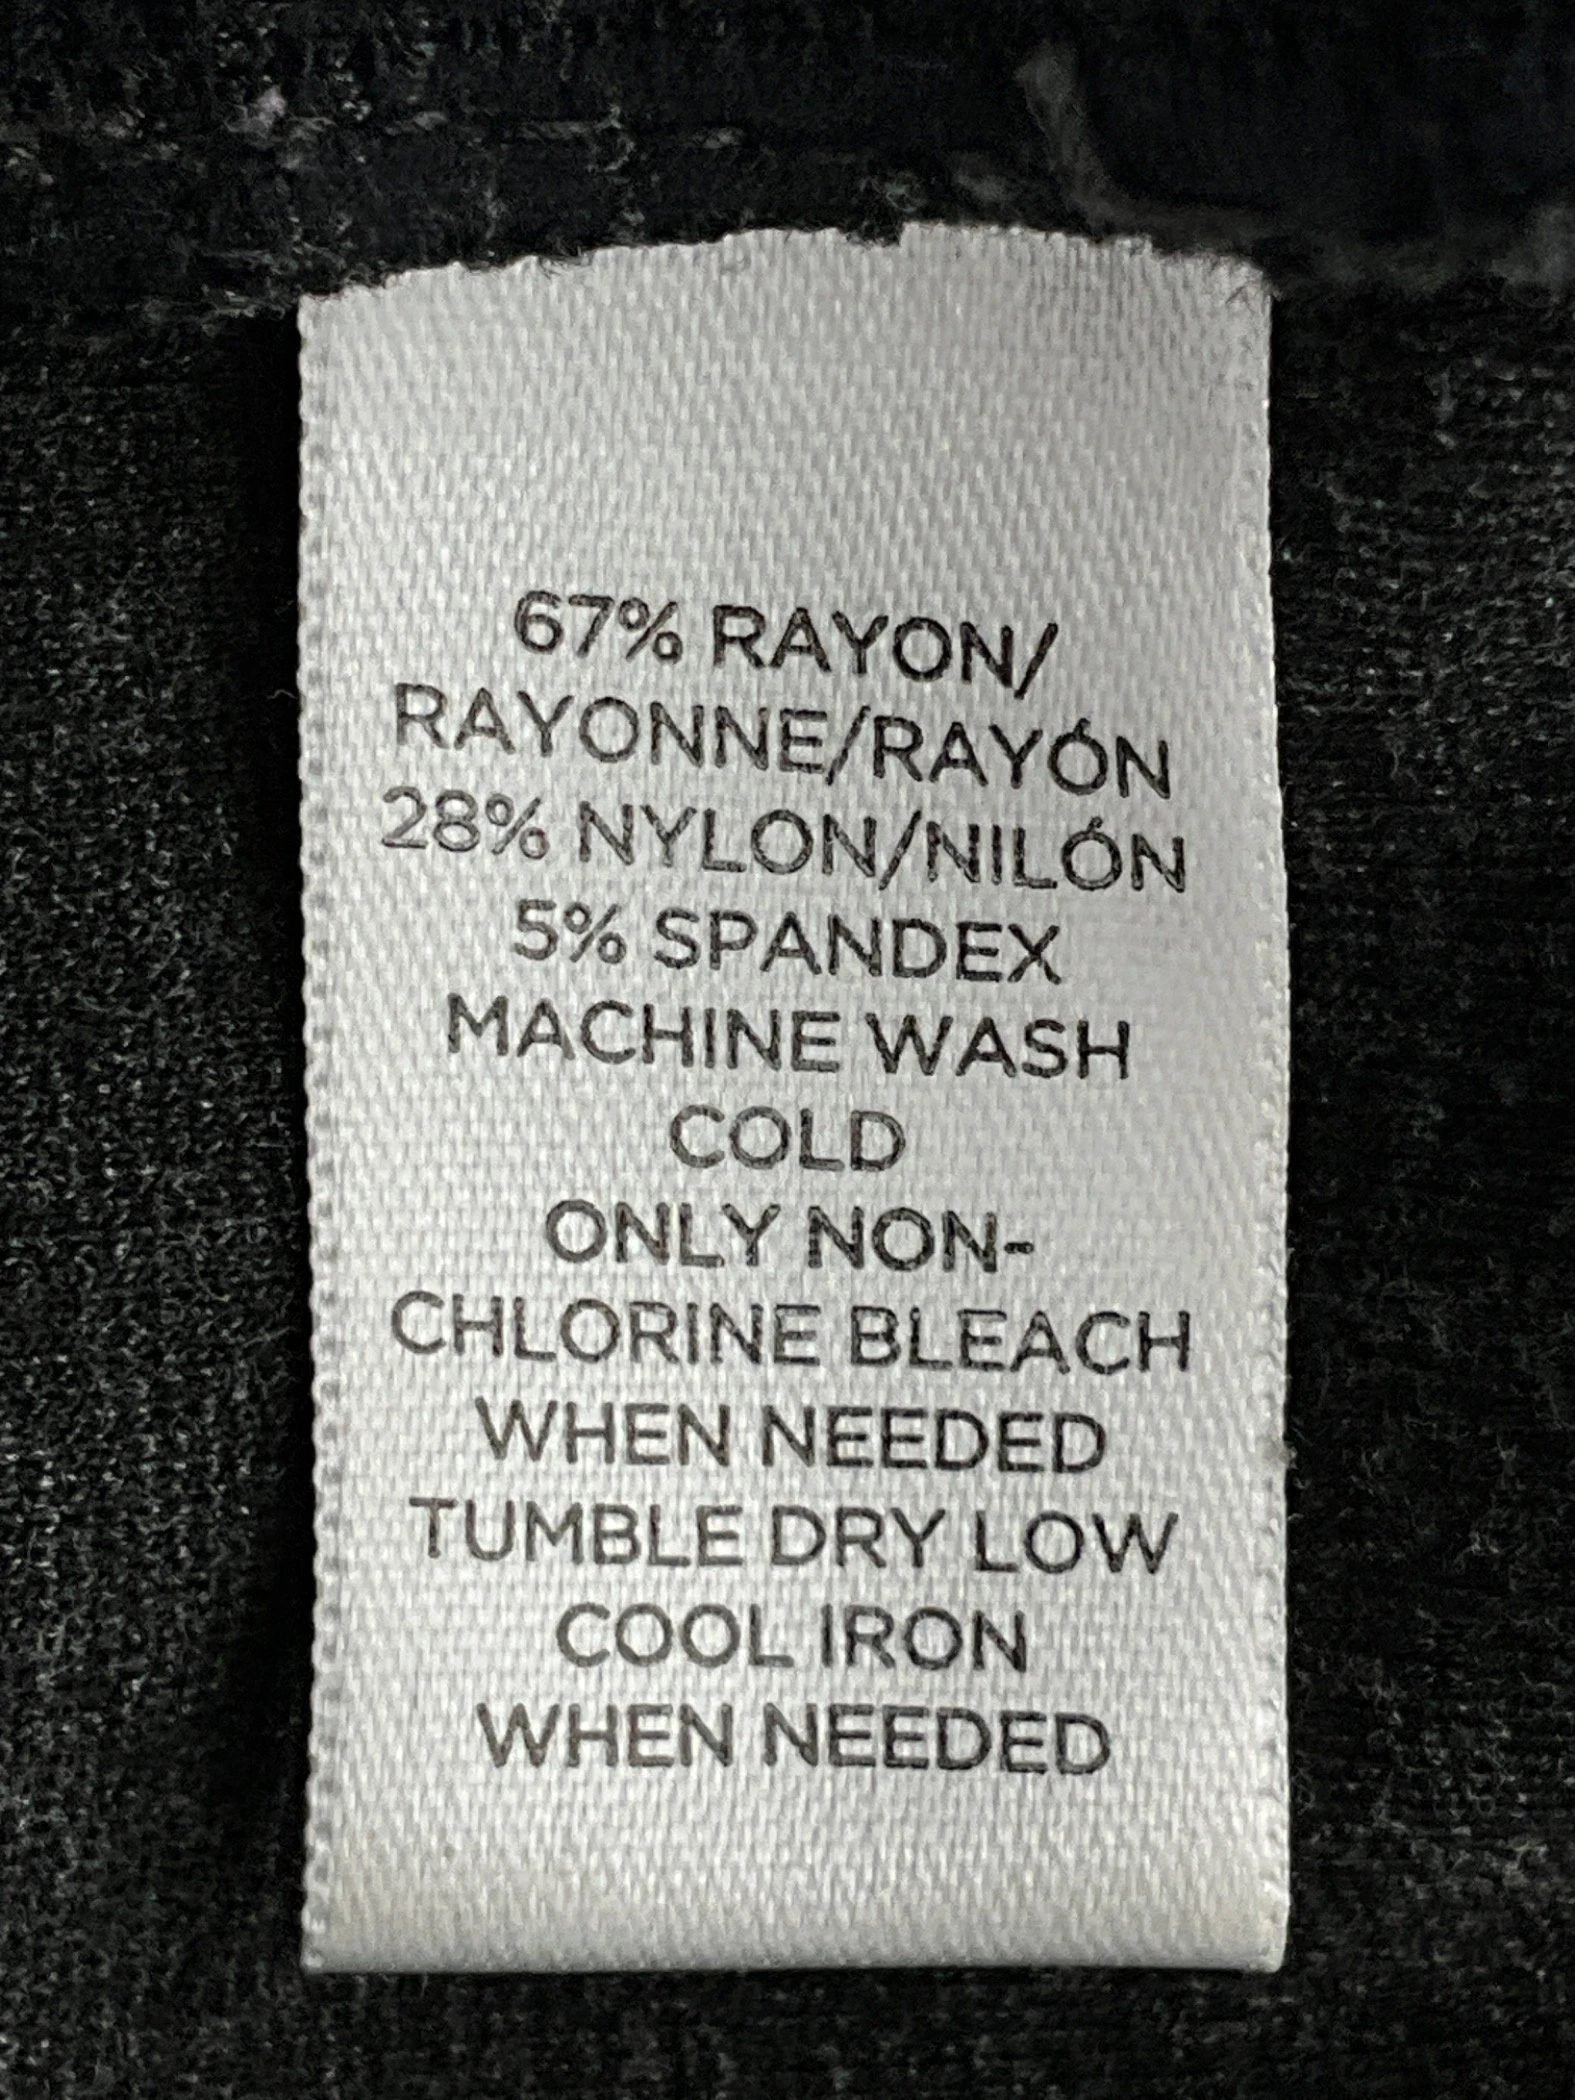 67% RAYON/
RAYONNE/RAYÓN
28% NYLON/NILÓN
5% SPANDEX
MACHINE WASH
COLD
ONLY NON-
CHLORINE BLEACH
WHEN NEEDED
TUMBLE DRY LOW
COOL IRON
WHEN NEEDED